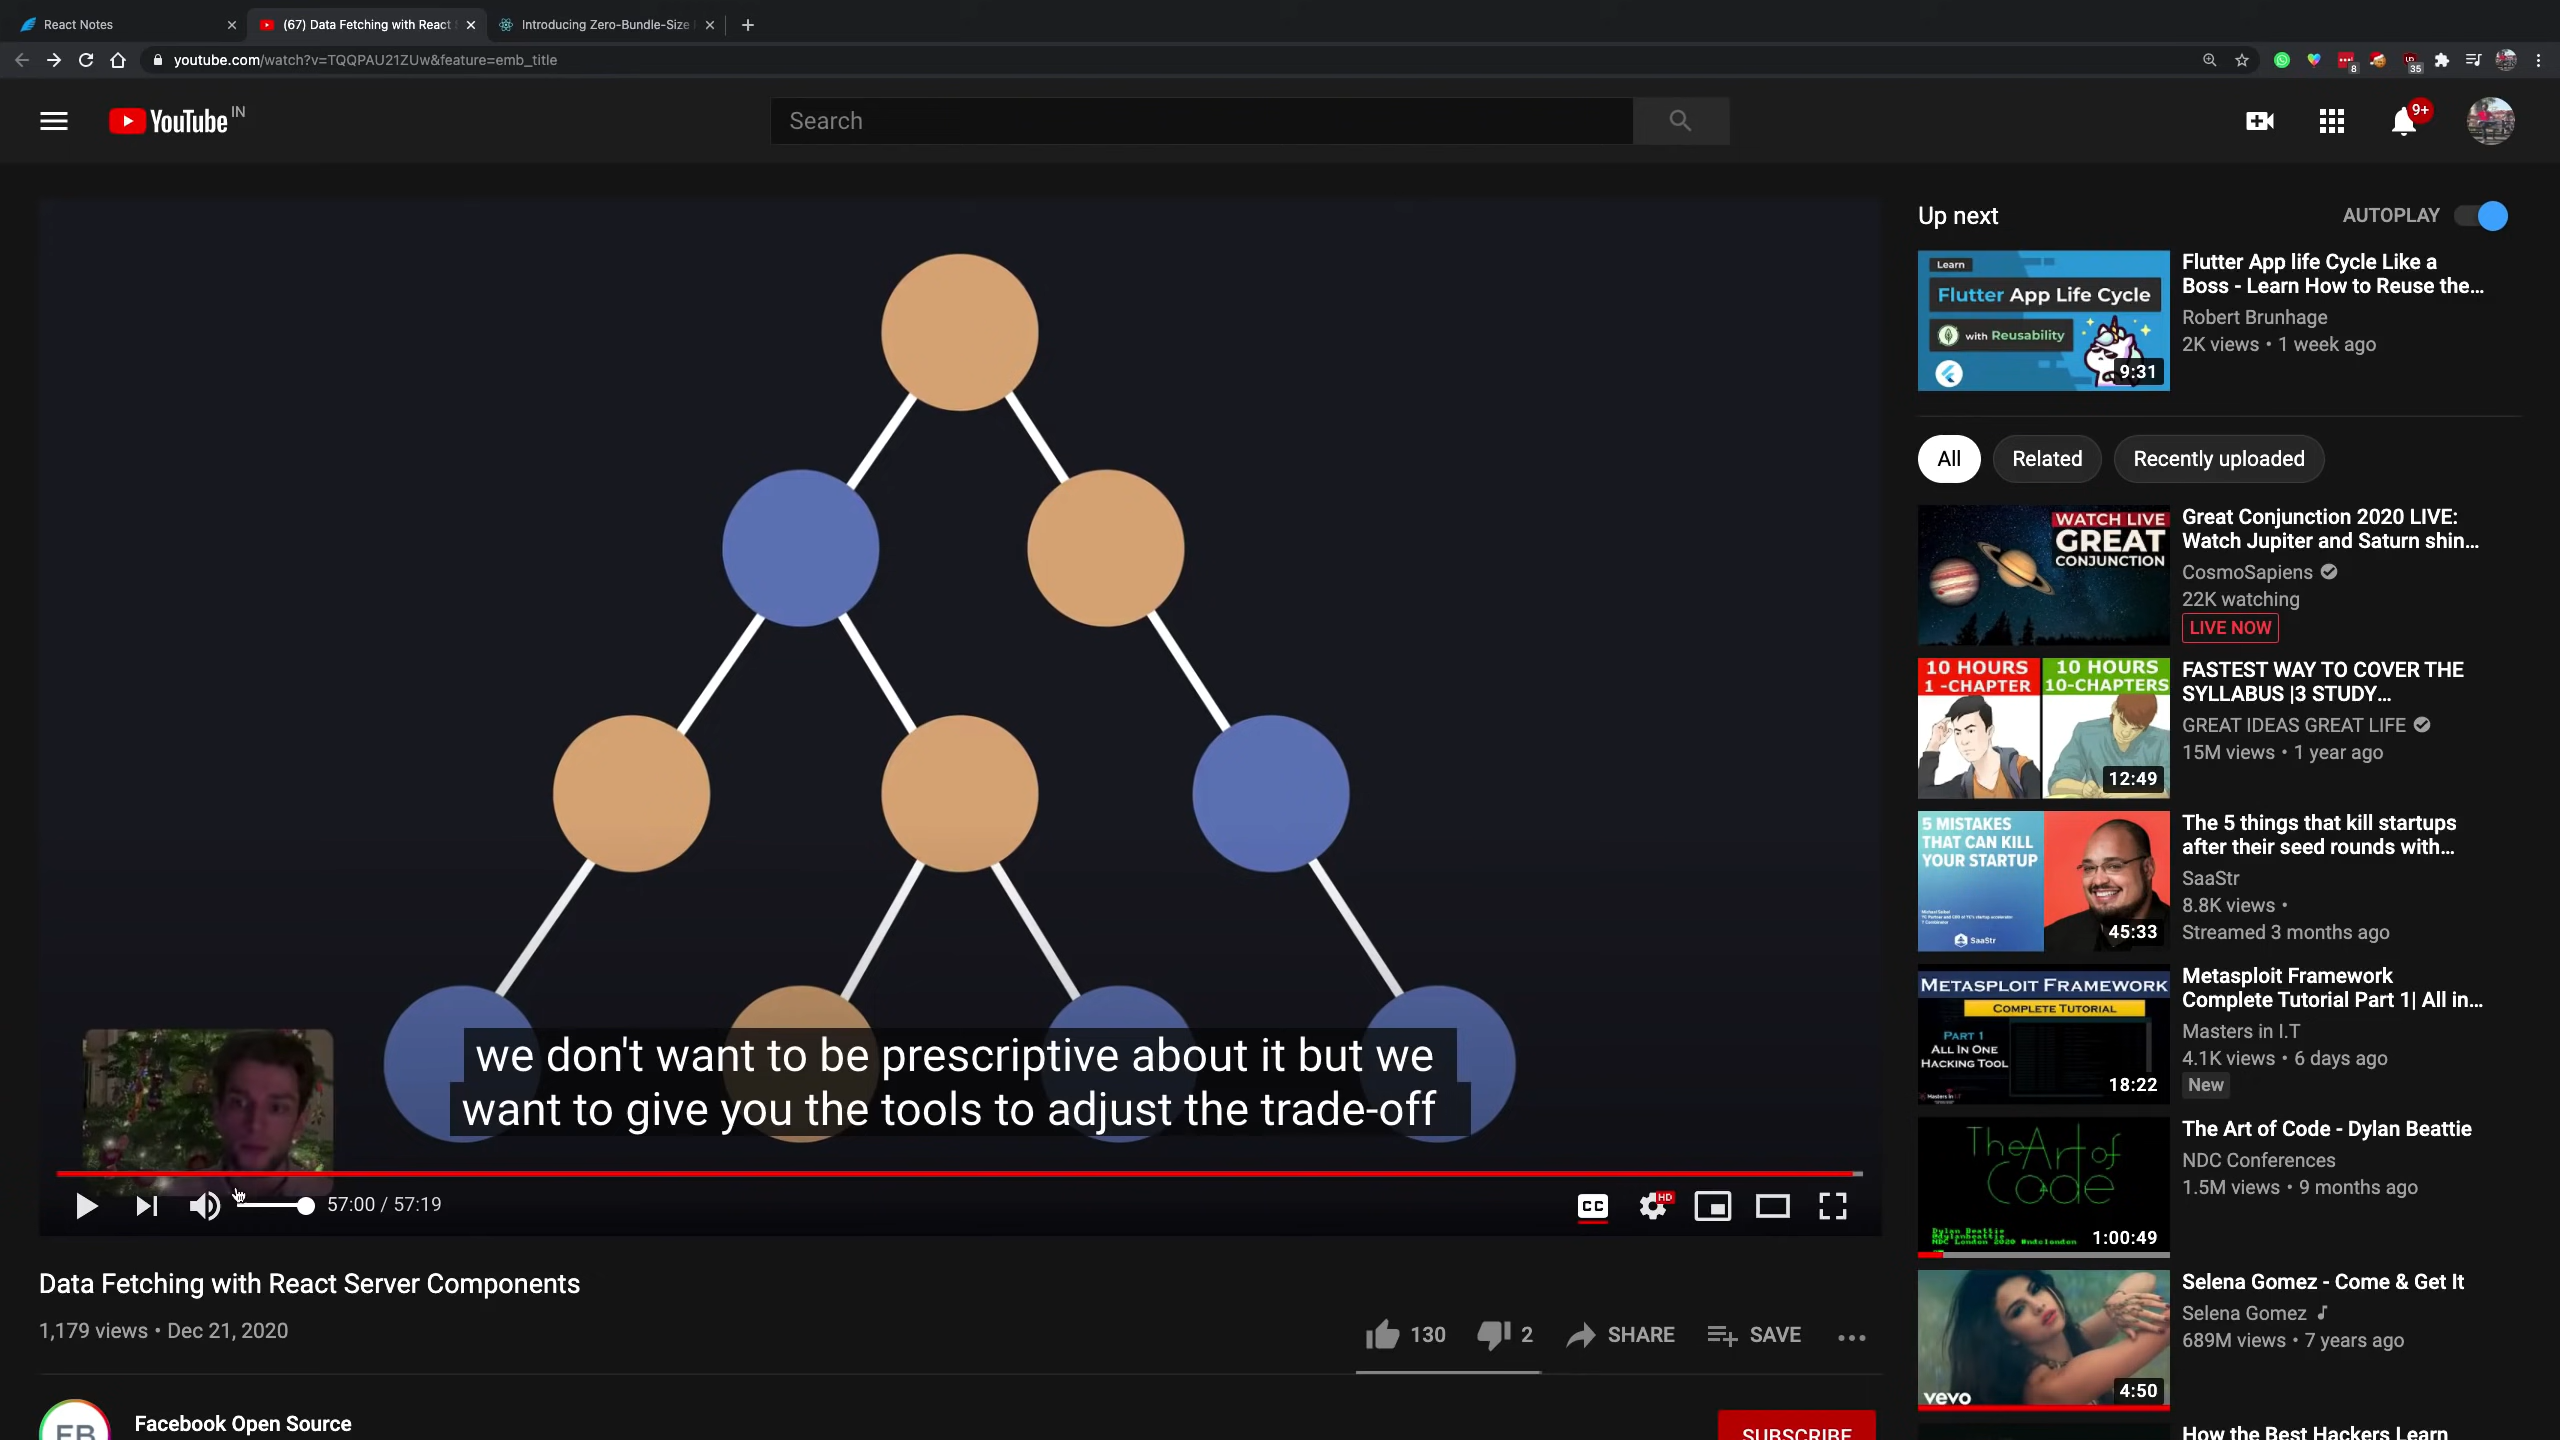 React Notes
(67) Data Fetching with React
Introducing Zero-Bundle-Size
youtube.com/watch?v=TQQPAU21ZUw&feature=emb_title
8
35
YouTube IN
Search
9+
we don't want to be prescriptive about it but we
want to give you the tools to adjust the trade-off
57:00 / 57:19
CC
HD
Data Fetching with React Server Components
1,179 views • Dec 21, 2020
130
2
SHARE
SAVE
FB
Facebook Open Source
SUBSCRIBE
Up next
AUTOPLAY
Learn
Flutter App Life Cycle
with Reusability
9:31
Flutter App life Cycle Like a
Boss - Learn How to Reuse the...
Robert Brunhage
2K views • 1 week ago
All
Related
Recently uploaded
WATCH LIVE
GREAT
CONJUNCTION
Great Conjunction 2020 LIVE:
Watch Jupiter and Saturn shin...
CosmoSapiens
22K watching
LIVE NOW
10 HOURS
1 -CHAPTER
10 HOURS
10-CHAPTERS
12:49
FASTEST WAY TO COVER THE
SYLLABUS |3 STUDY...
GREAT IDEAS GREAT LIFE
15M views • 1 year ago
5 MISTAKES
THAT CAN KILL
YOUR STARTUP
SaaStr
45:33
The 5 things that kill startups
after their seed rounds with...
SaaStr
8.8K views •
Streamed 3 months ago
METASPLOIT FRAMEWORK
COMPLETE TUTORIAL
PART 1
ALL IN ONE
HACKING TOOL
18:22
Metasploit Framework
Complete Tutorial Part 1| All in...
Masters in I.T
4.1K views • 6 days ago
New
The Art of
Code
Dylan Beattie
@dylanbeattie
NDC London 2020 #ndclondon
1:00:49
The Art of Code - Dylan Beattie
NDC Conferences
1.5M views • 9 months ago
vevo
4:50
Selena Gomez - Come & Get It
Selena Gomez
689M views • 7 years ago
How the Best Hackers Learn